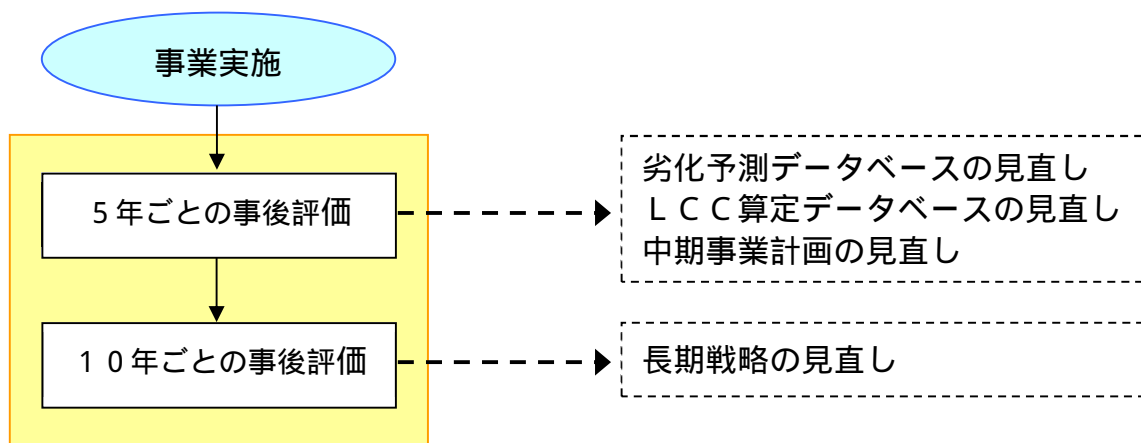 事業実施
５年ごとの事後評価
劣化予測データベースの見直し
ＬＣＣ算定データベースの見直し
中期事業計画の見直し
１０年ごとの事後評価
長期戦略の見直し